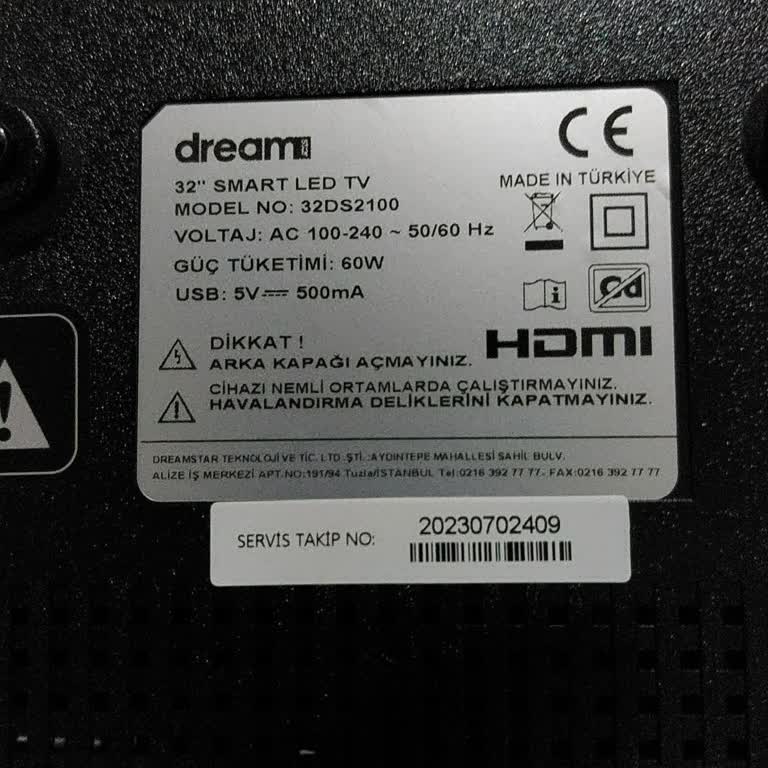 dream
CE
32" SMART LED TV
MADE IN TÜRKİYE
MODEL NO: 32DS2100
VOLTAJ: AC 100-240 ~ 50/60 Hz
GÜÇ TÜKETİMİ: 60W
USB: 5V⎓ 500mA
Cd
HDMI
DİKKAT !
ARKA KAPAĞI AÇMAYINIZ.
CİHAZI NEMLİ ORTAMLARDA ÇALIŞTIRMAYINIZ.
HAVALANDIRMA DELİKLERİNİ KAPATMAYINIZ.
DREAMSTAR TEKNOLOJİ VE TİC. LTD .ŞTİ. :AYDINTEPE MAHALLESİ SAHİL BULV.
ALİZE İŞ MERKEZİ APT.NO:191/94 Tuzla/İSTANBUL Tel:0216 392 77 77- FAX:0216 392 77 77
SERVİS TAKİP NO: 20230702409